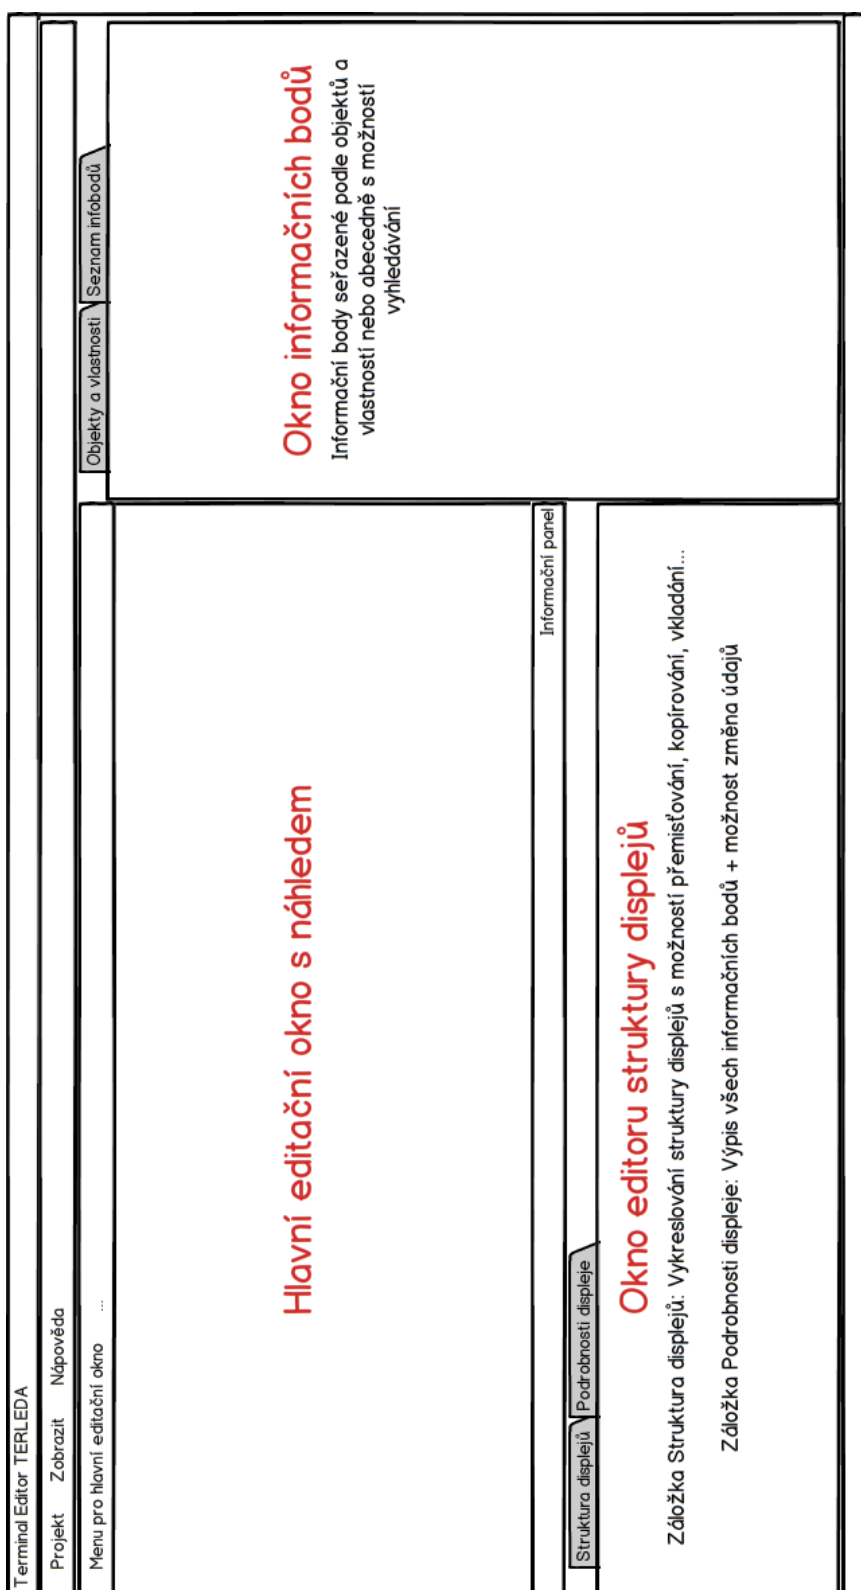 Terminal Editor TERLEDA
Projekt Zobrazit Nápověda
Menu pro hlavní editační okno ...
Hlavní editační okno s náhledem
Informační panel
Objekty a vlastnosti Seznam infobodů
Okno informačních bodů
Informační body seřazené podle objektů a
vlastností nebo abecedně s možností
vyhledávání
Struktura displejů Podrobnosti displeje
Okno editoru struktury displejů
Záložka Struktura displejů: Vykreslování struktury displejů s možností přemisťování, kopírování, vkladání...
Záložka Podrobnosti displeje: Výpis všech informačních bodů + možnost změna údajů